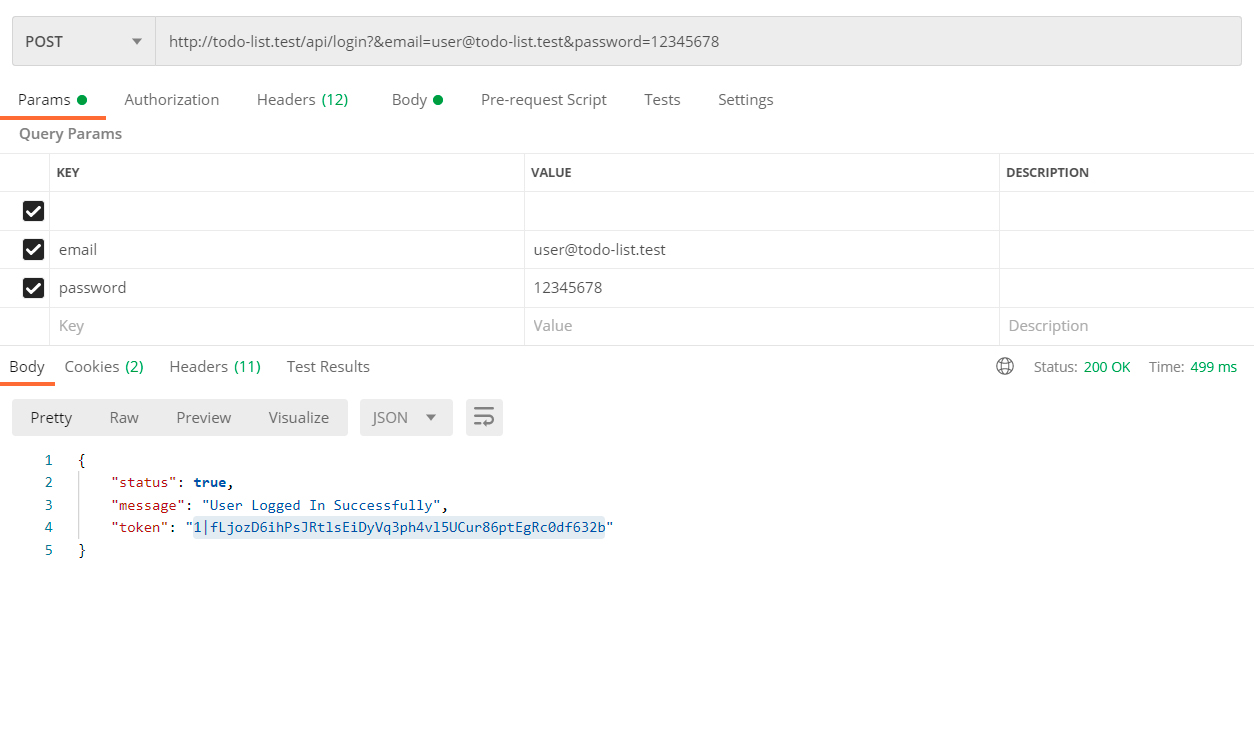 POST http://todo-list.test/api/login?&email=user@todo-list.test&password=12345678
Params Authorization Headers (12) Body Pre-request Script Tests Settings
Query Params
KEY VALUE DESCRIPTION
email user@todo-list.test
password 12345678
Key Value Description
Body Cookies (2) Headers (11) Test Results Status: 200 OK Time: 499 ms
Pretty Raw Preview Visualize JSON
1 {
2 "status": true,
3 "message": "User Logged In Successfully",
4 "token": "1|fLjozD6ihPsJRtlsEiDyVq3ph4vl5UCur86ptEgRc0df632b"
5 }